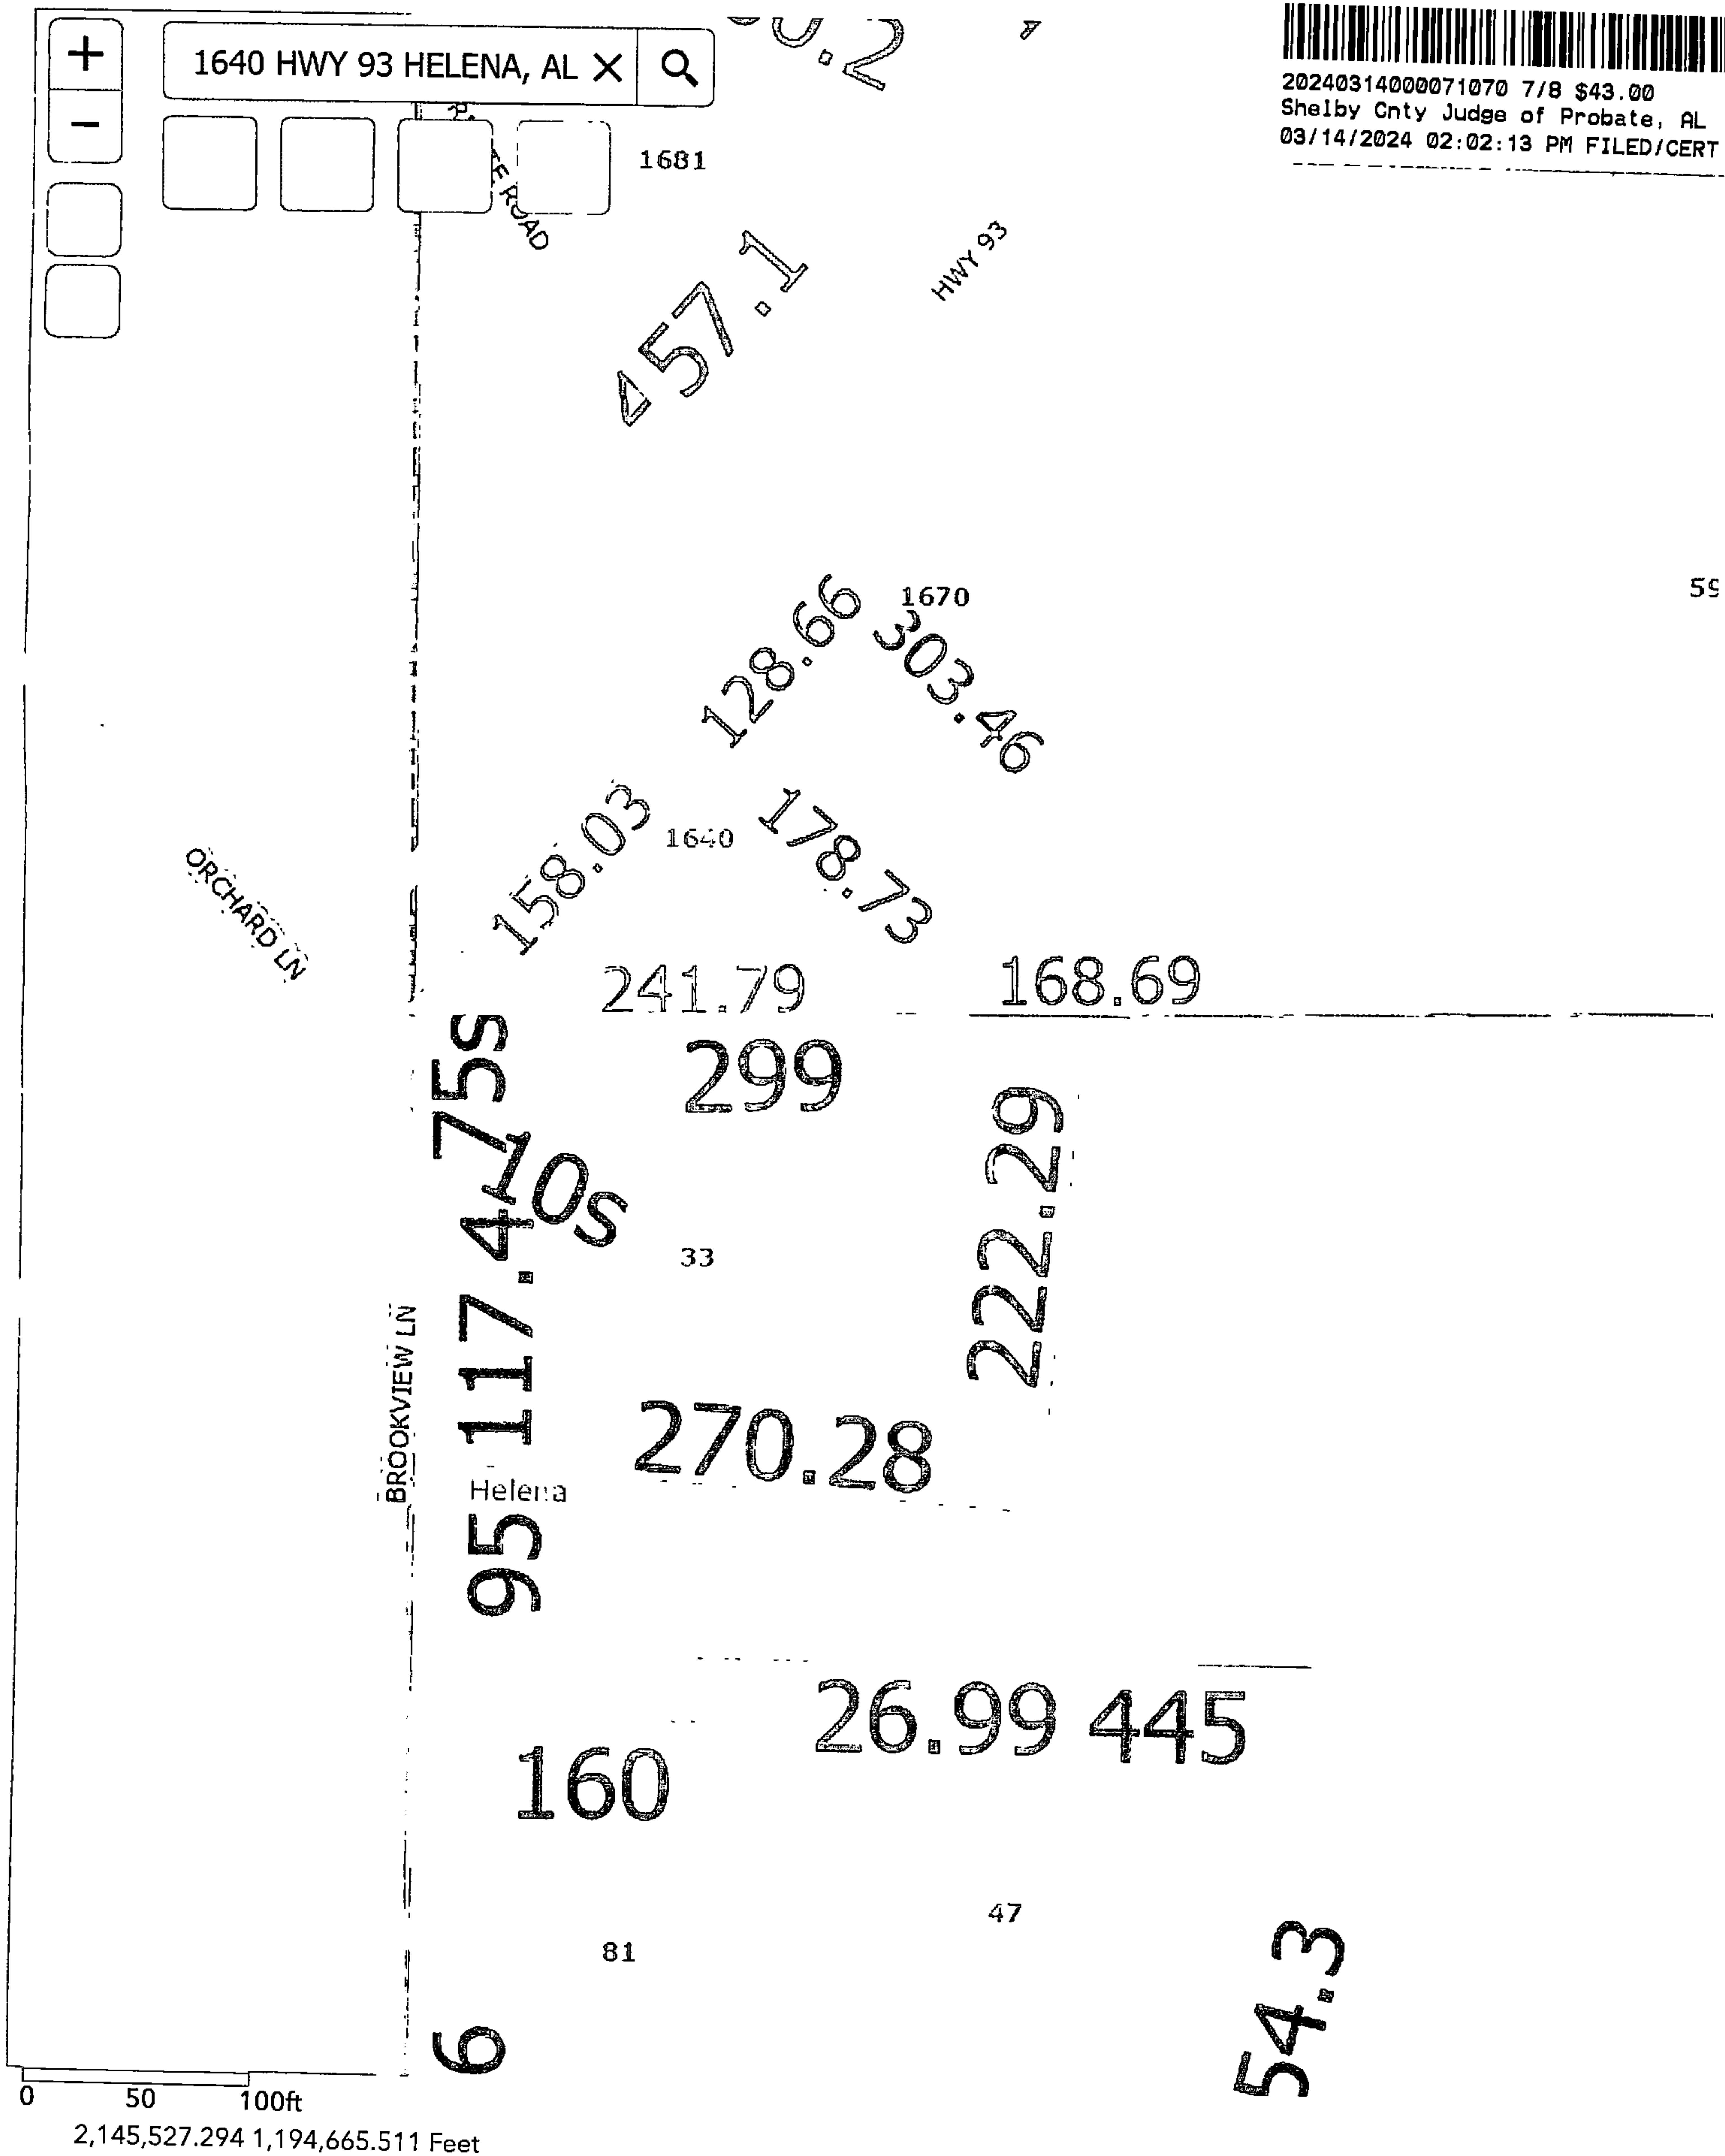 +
1640 HWY 93 HELENA, AL ×
−
20240314000071070 7/8 $43.00
Shelby Cnty Judge of Probate, AL
03/14/2024 02:02:13 PM FILED/CERT
1681
ROAD
HWY 93
457.1
1670
59
128.66
303.46
158.03
1640
178.73
ORCHARD LN
241.79
168.69
75s
299
10s
222.29
117.4
33
BROOKVIEW LN
270.28
Helena
95
26.99
445
160
47
81
54.3
6
0 50 100ft
2,145,527.294 1,194,665.511 Feet